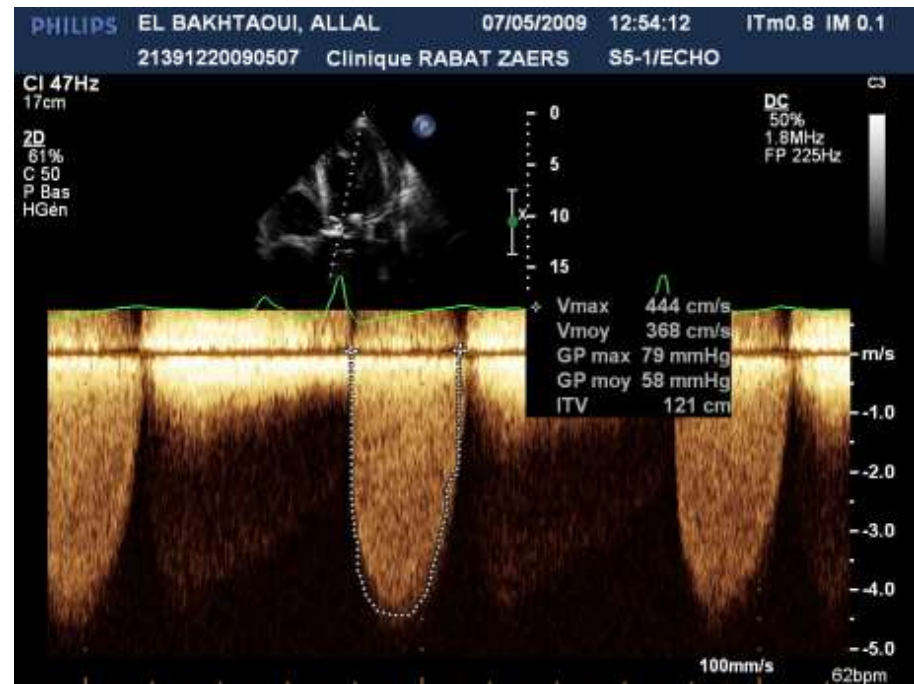 PHILIPS EL BAKHTAOUI, ALLAL 07/05/2009 12:54:12 ITm0.8 IM 0.1
21391220090507 Clinique RABAT ZAERS S5-1/ECHO
CI 47Hz
17cm
2D
61%
C 50
P Bas
HGén
P
C3
DC
50%
1.8MHz
FP 225Hz
0
5
X 10
15
Vmax 444 cm/s
Vmoy 368 cm/s
GP max 79 mmHg
GP moy 58 mmHg
ITV 121 cm
m/s
-1.0
-2.0
-3.0
-4.0
-5.0
100mm/s
62bpm